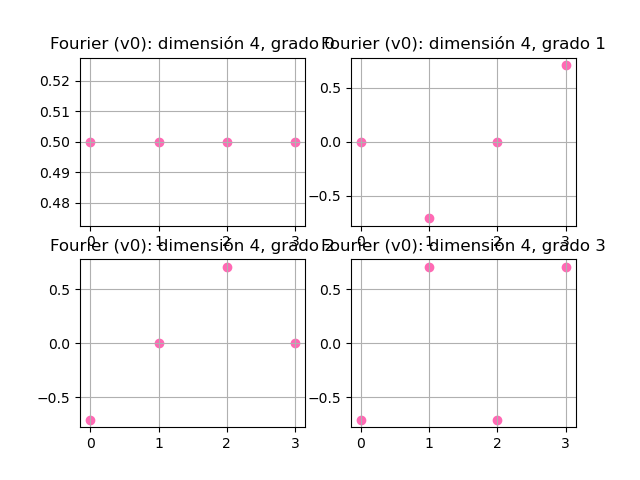 Fourier (v0): dimensión 4, grado 0
0.52
0.51
0.50
0.49
0.48
0 1 2 3
Fourier (v0): dimensión 4, grado 1
0.5
0.0
−0.5
0 1 2 3
Fourier (v0): dimensión 4, grado 2
0.5
0.0
−0.5
0 1 2 3
Fourier (v0): dimensión 4, grado 3
0.5
0.0
−0.5
0 1 2 3